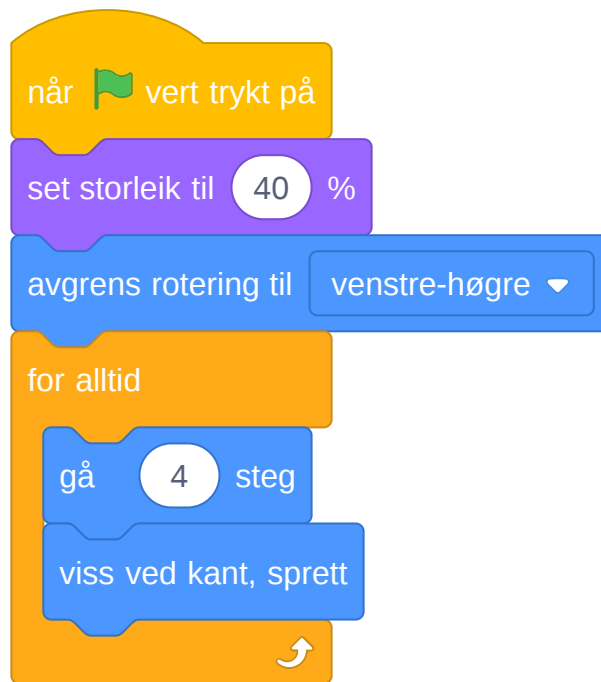 når vert trykt på
set storleik til 40 %
avgrens rotering til venstre-høgre
for alltid
gå 4 steg
viss ved kant, sprett